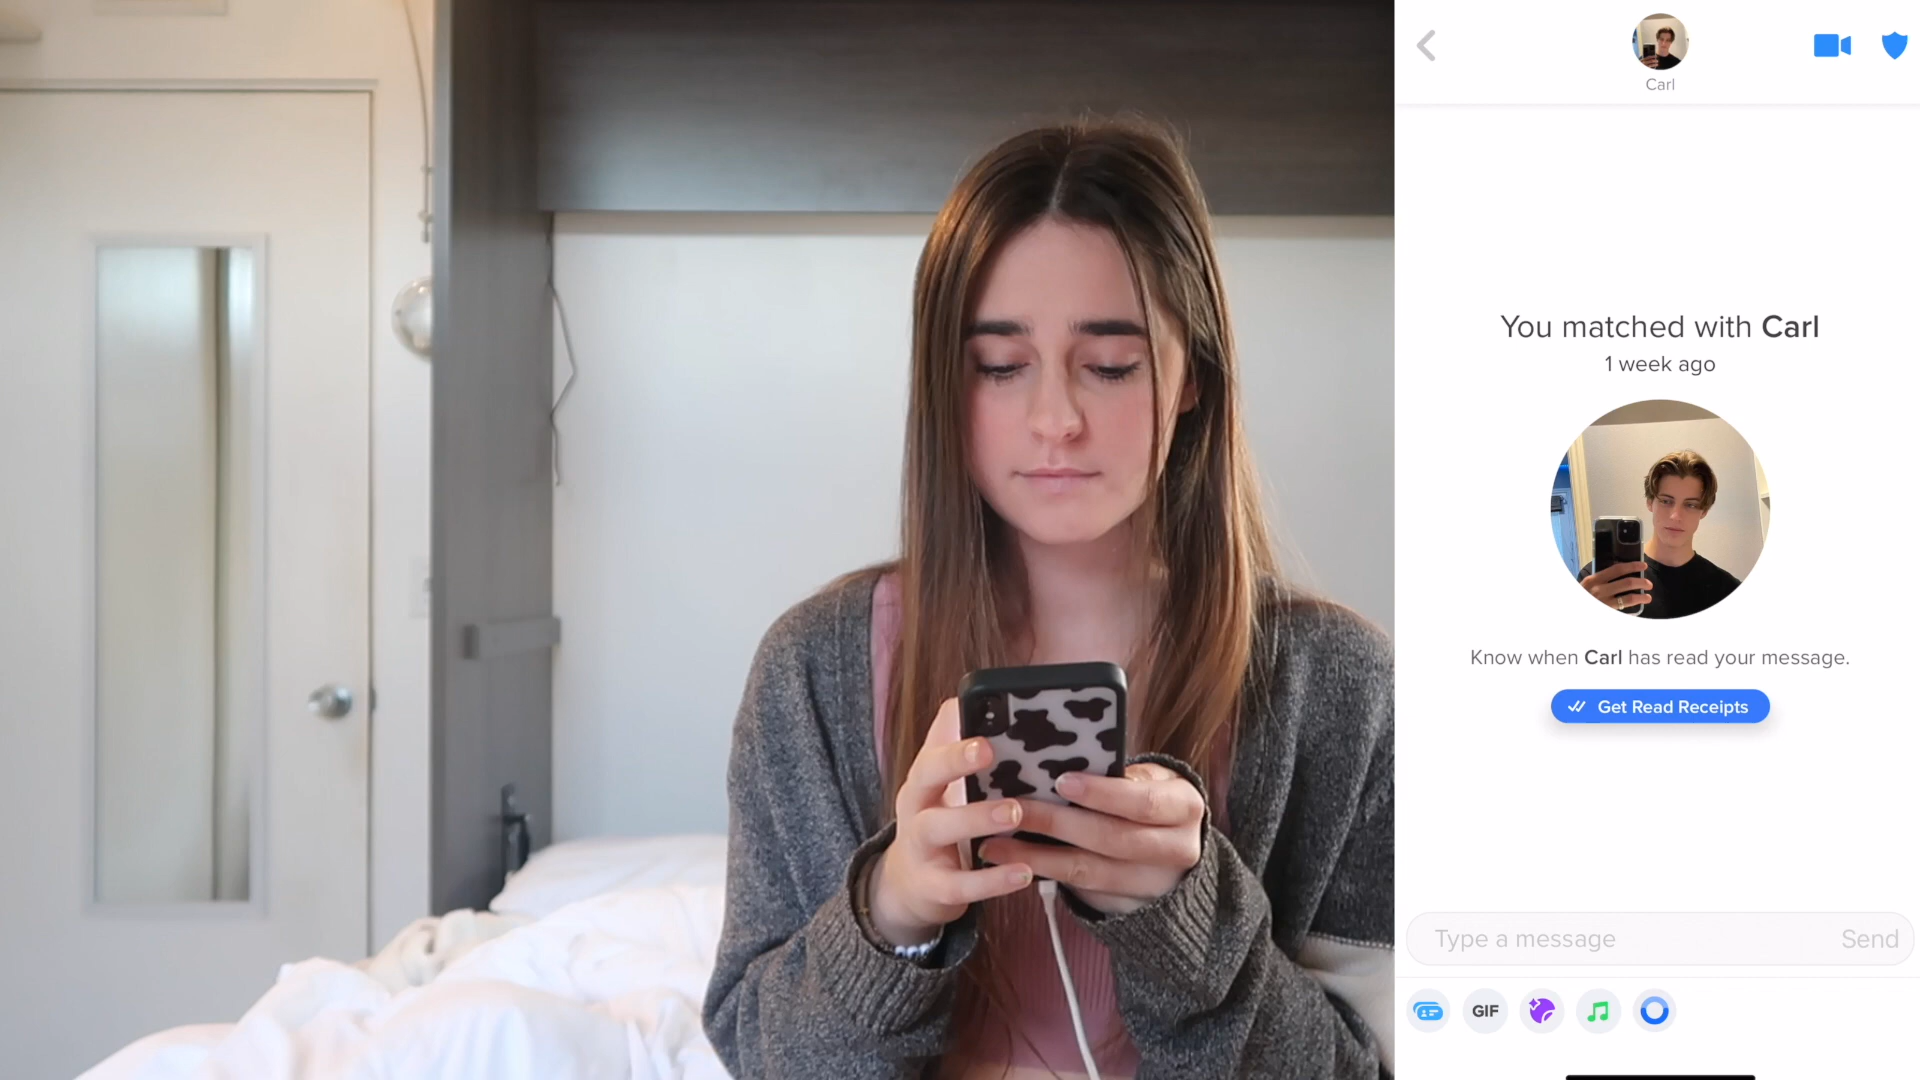 Carl
You matched with Carl
1 week ago
Know when Carl has read your message.
Get Read Receipts
Type a message
Send
GIF